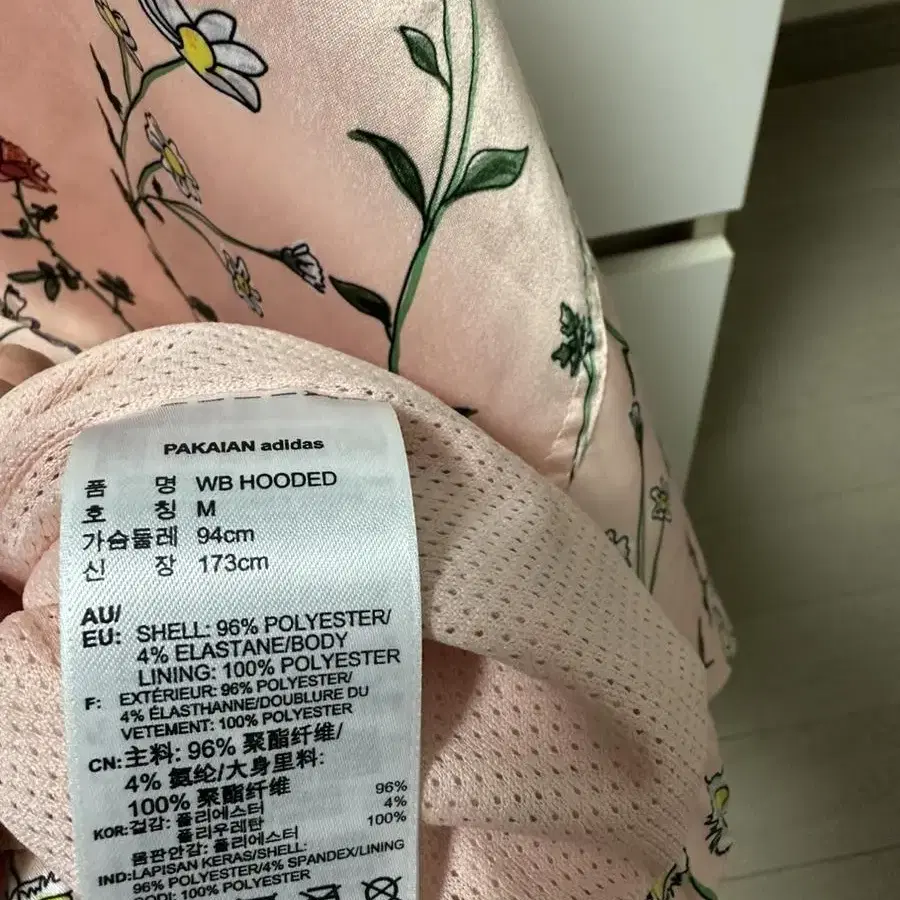 PAKAIAN adidas
품 명 WB HOODED
호 칭 M
가슴둘레 94cm
신 장 173cm
AU/
EU: SHELL: 96% POLYESTER/
4% ELASTANE/BODY
LINING: 100% POLYESTER
F: EXTÉRIEUR: 96% POLYESTER/
4% ÉLASTHANNE/DOUBLURE DU
VETEMENT: 100% POLYESTER
CN: 主料: 96% 聚酯纤维/
4% 氨纶/大身里料:
100% 聚酯纤维
KOR: 겉감: 폴리에스터 96%
폴리우레탄 4%
몸판안감: 폴리에스터 100%
IND: LAPISAN KERAS/SHELL:
96% POLYESTER/4% SPANDEX/LINING
BODI: 100% POLYESTER